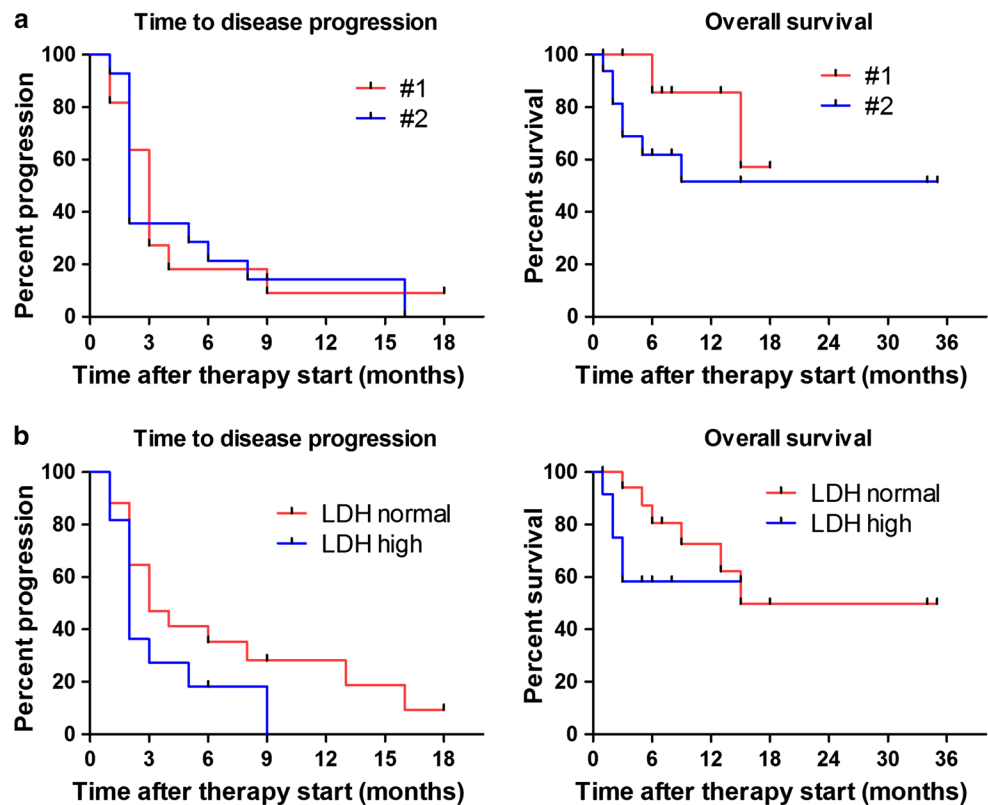 a
Time to disease progression
Percent progression
100
80
60
40
20
0
#1
#2
0 3 6 9 12 15 18
Time after therapy start (months)
Overall survival
Percent survival
100
80
60
40
20
0
#1
#2
0 6 12 18 24 30 36
Time after therapy start (months)
b
Time to disease progression
Percent progression
100
80
60
40
20
0
LDH normal
LDH high
0 3 6 9 12 15 18
Time after therapy start (months)
Overall survival
Percent survival
100
80
60
40
20
0
LDH normal
LDH high
0 6 12 18 24 30 36
Time after therapy start (months)